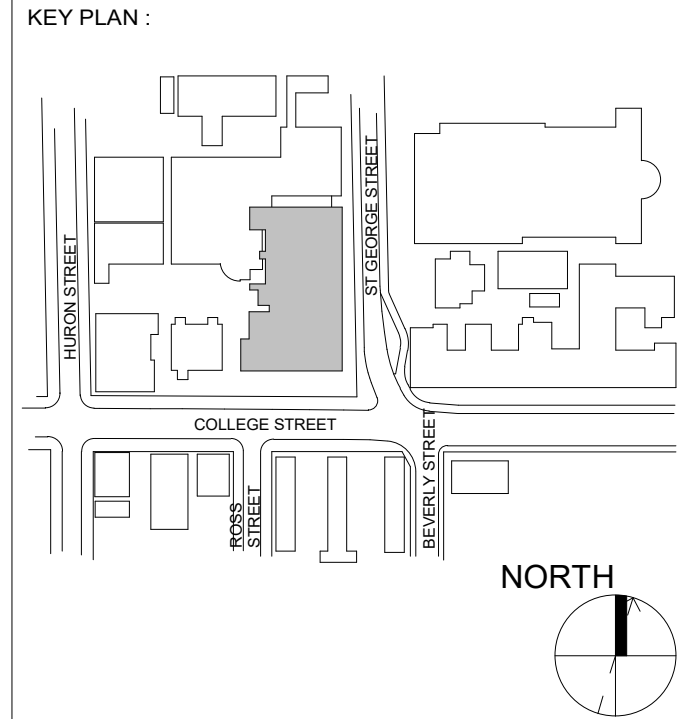 KEY PLAN :
ST GEORGE STREET
HURON STREET
COLLEGE STREET
BEVERLY STREET
ROSS
STREET
NORTH